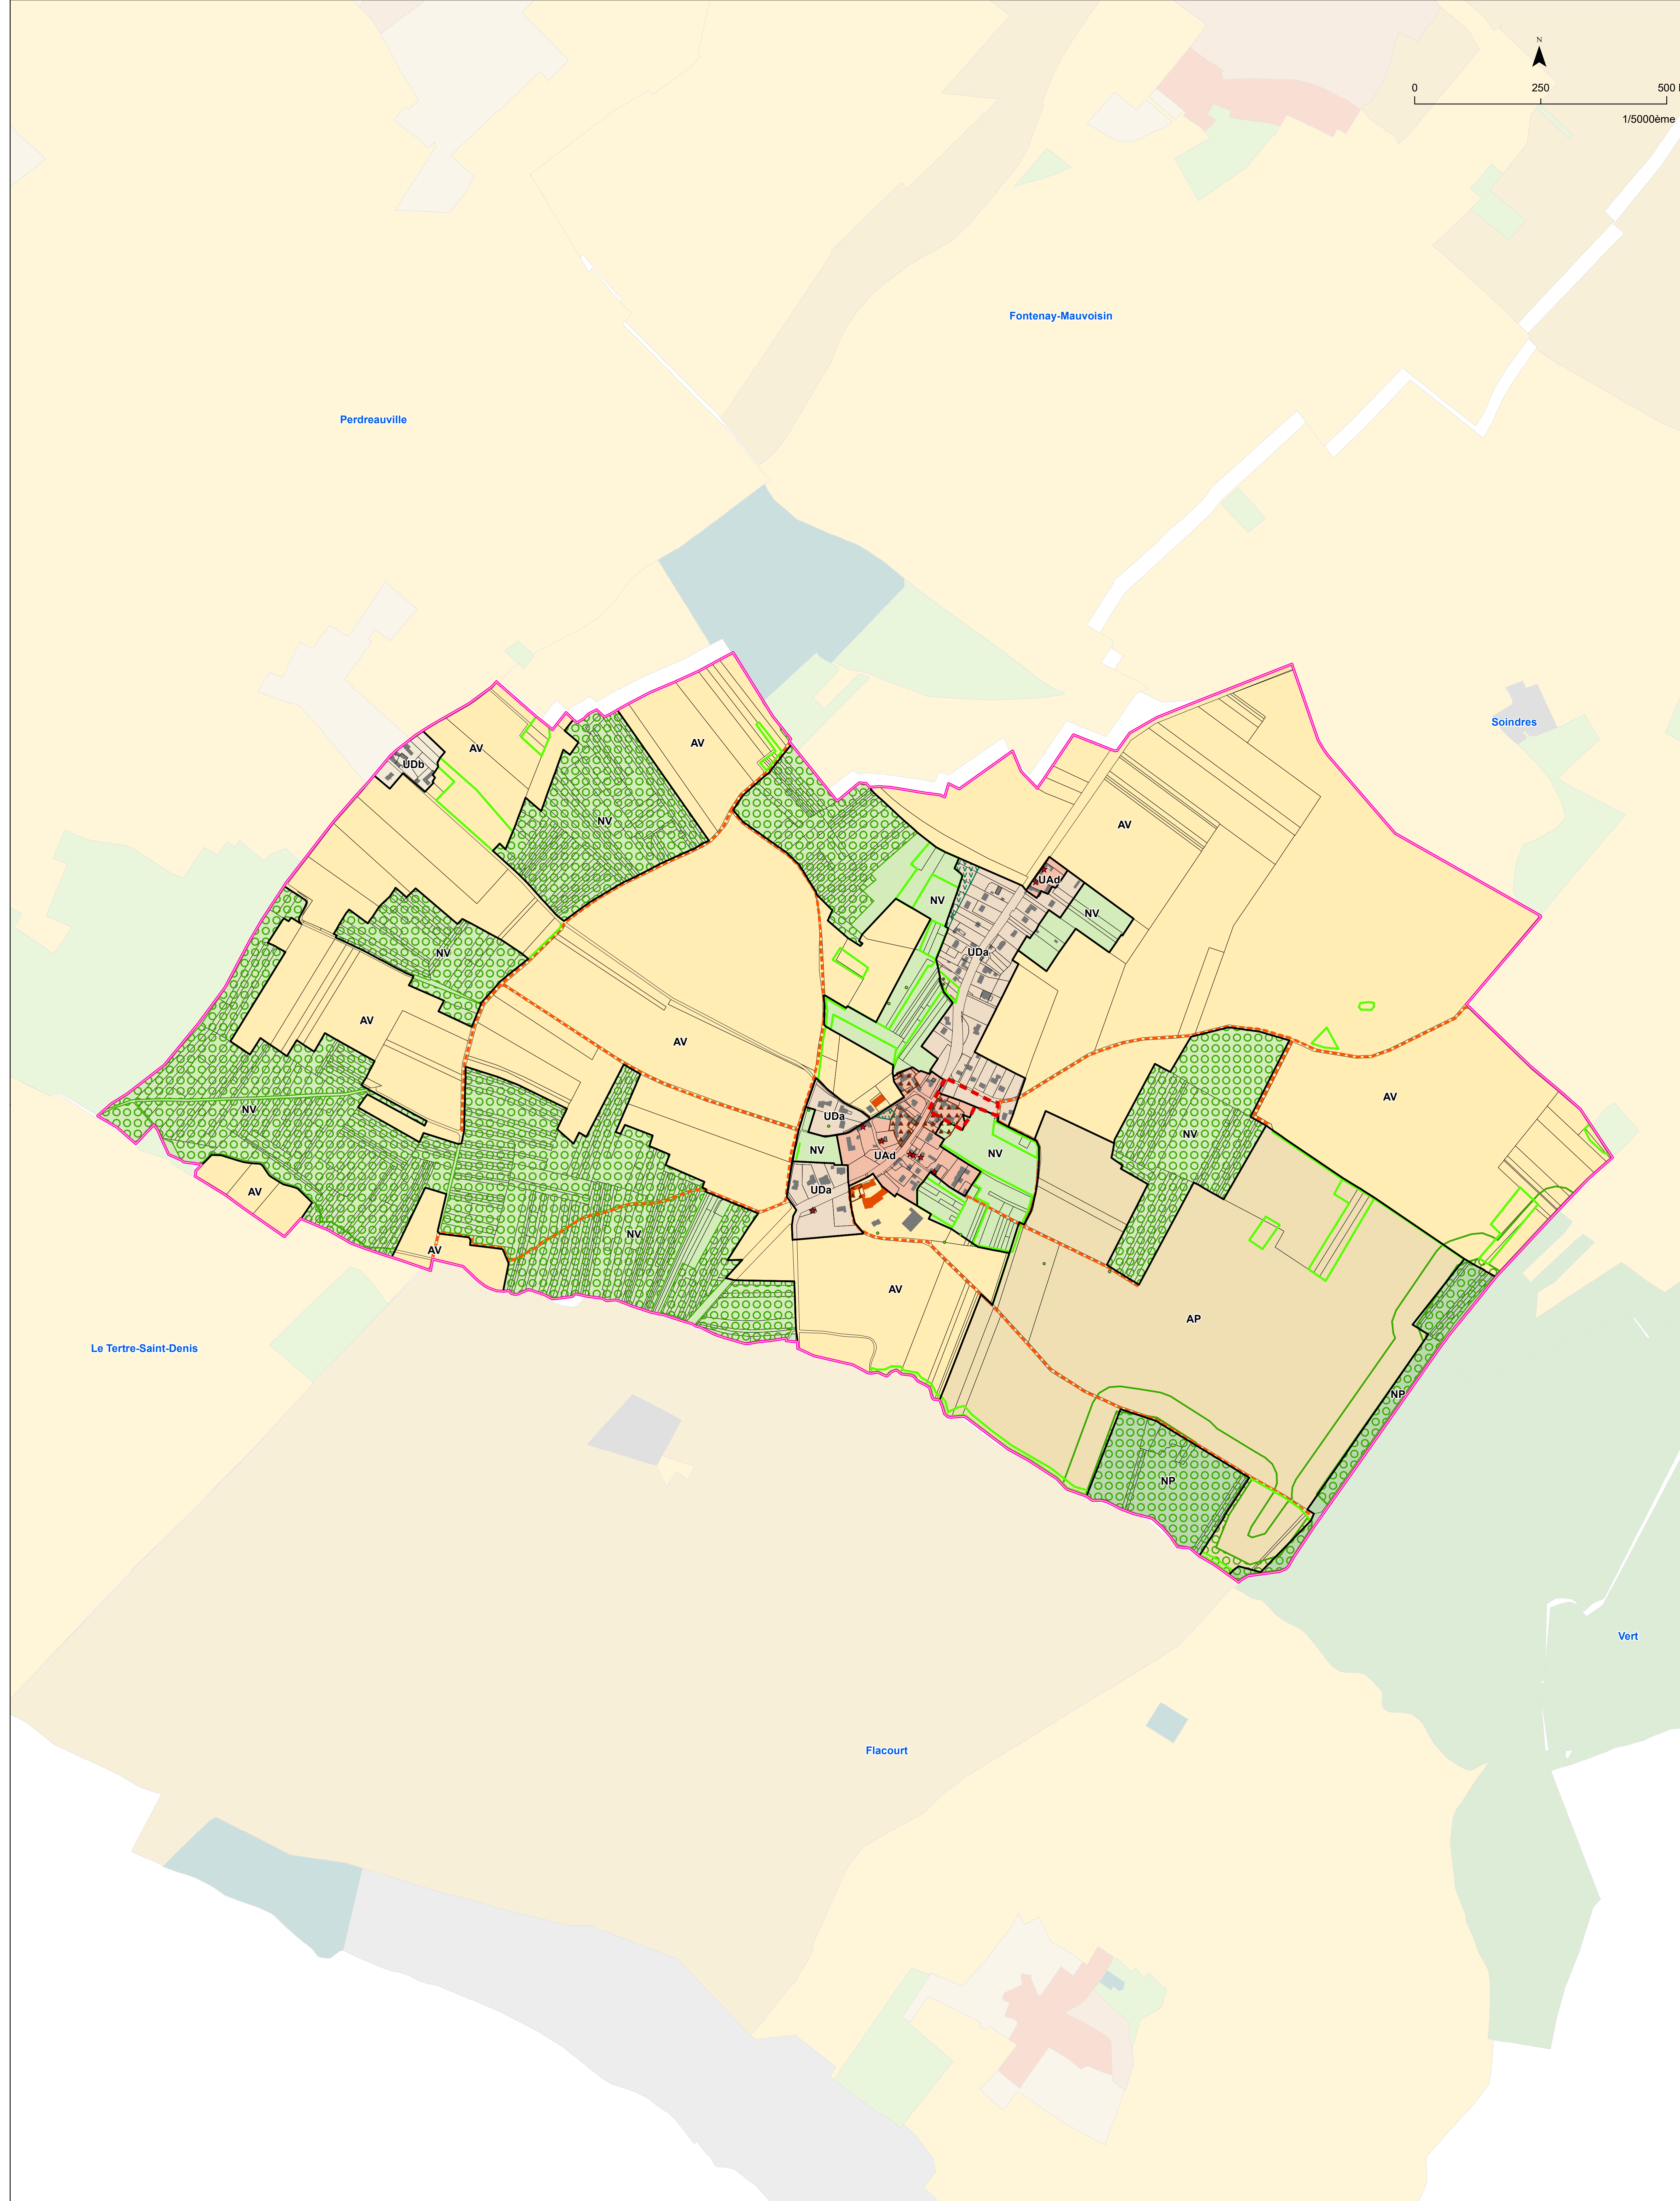 N
0 250 500
1/5000ème
Fontenay-Mauvoisin
Perdreauville
Soindres
AV
AV
UDb
NV
AV
UAd
NV
NV
NV
UDa
AV
AV
AV
NV
UDa
NV
NV
NV
UAd
UDa
AV
NV
AV
AV
AP
Le Tertre-Saint-Denis
NP
NP
Vert
Flacourt